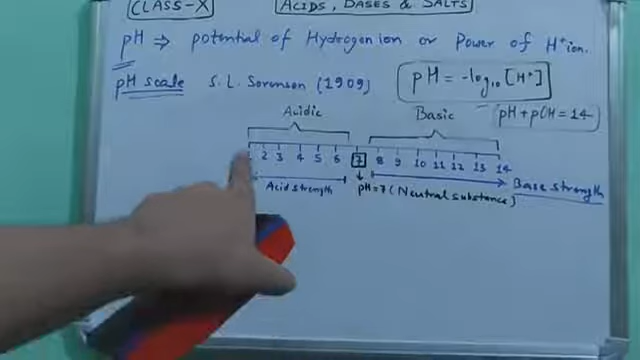 CLASS-X ACIDS, BASES & SALTS
pH ⇒ potential of Hydrogenion or Power of H⁺ion.
pH scale S.L. Sorenson (1909) pH = -log₁₀ [H⁺]
pH + pOH = 14
Acidic Basic
1 2 3 4 5 6 7 8 9 10 11 12 13 14
Acid strength Base strength
pH=7 (Neutral substance)